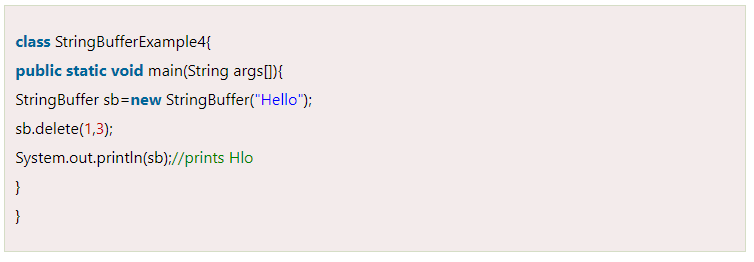 class StringBufferExample4{
public static void main(String args[]){
StringBuffer sb=new StringBuffer("Hello");
sb.delete(1,3);
System.out.println(sb);//prints Hlo
}
}